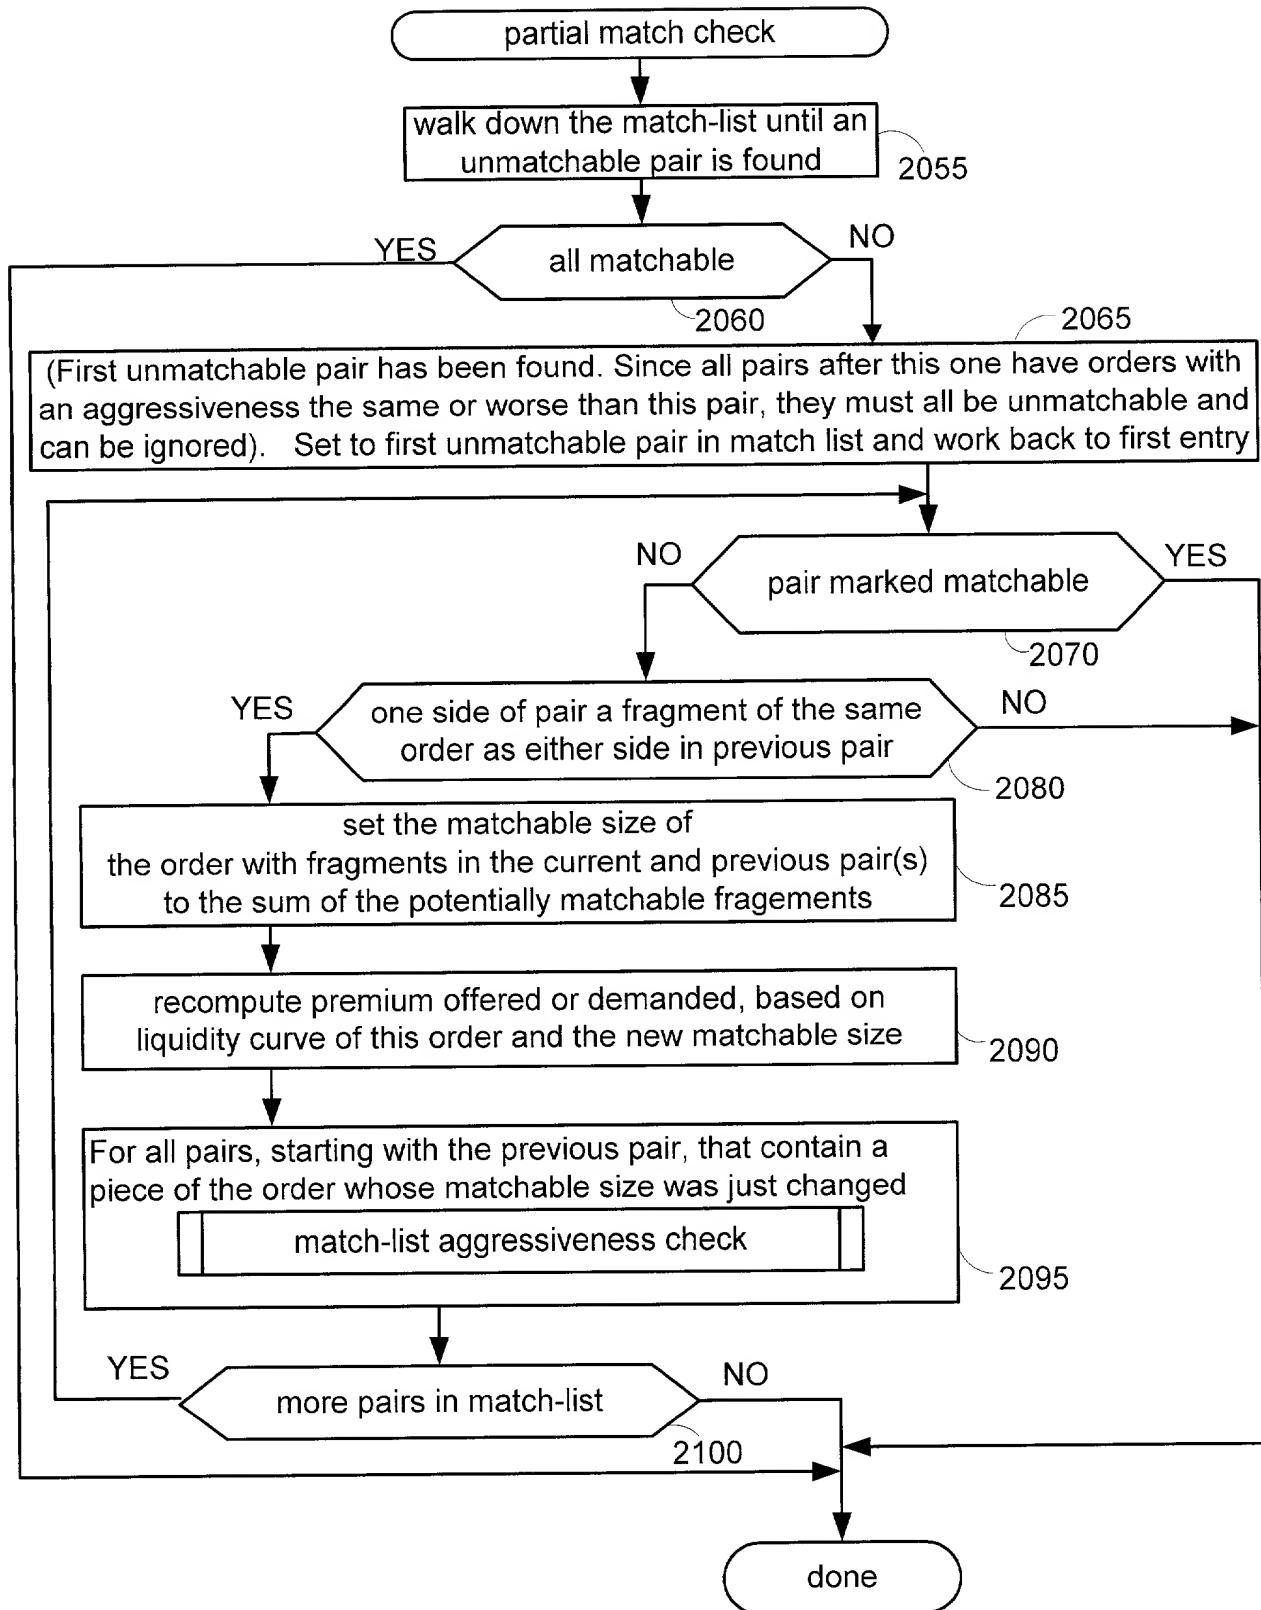 partial match check
walk down the match-list until an
unmatchable pair is found
2055
YES
NO
all matchable
2060
2065
(First unmatchable pair has been found. Since all pairs after this one have orders with
an aggressiveness the same or worse than this pair, they must all be unmatchable and
can be ignored). Set to first unmatchable pair in match list and work back to first entry
NO
YES
pair marked matchable
2070
YES
NO
one side of pair a fragment of the same
order as either side in previous pair
2080
set the matchable size of
the order with fragments in the current and previous pair(s)
to the sum of the potentially matchable fragements
2085
recompute premium offered or demanded, based on
liquidity curve of this order and the new matchable size
2090
For all pairs, starting with the previous pair, that contain a
piece of the order whose matchable size was just changed
match-list aggressiveness check
2095
YES
NO
more pairs in match-list
2100
done